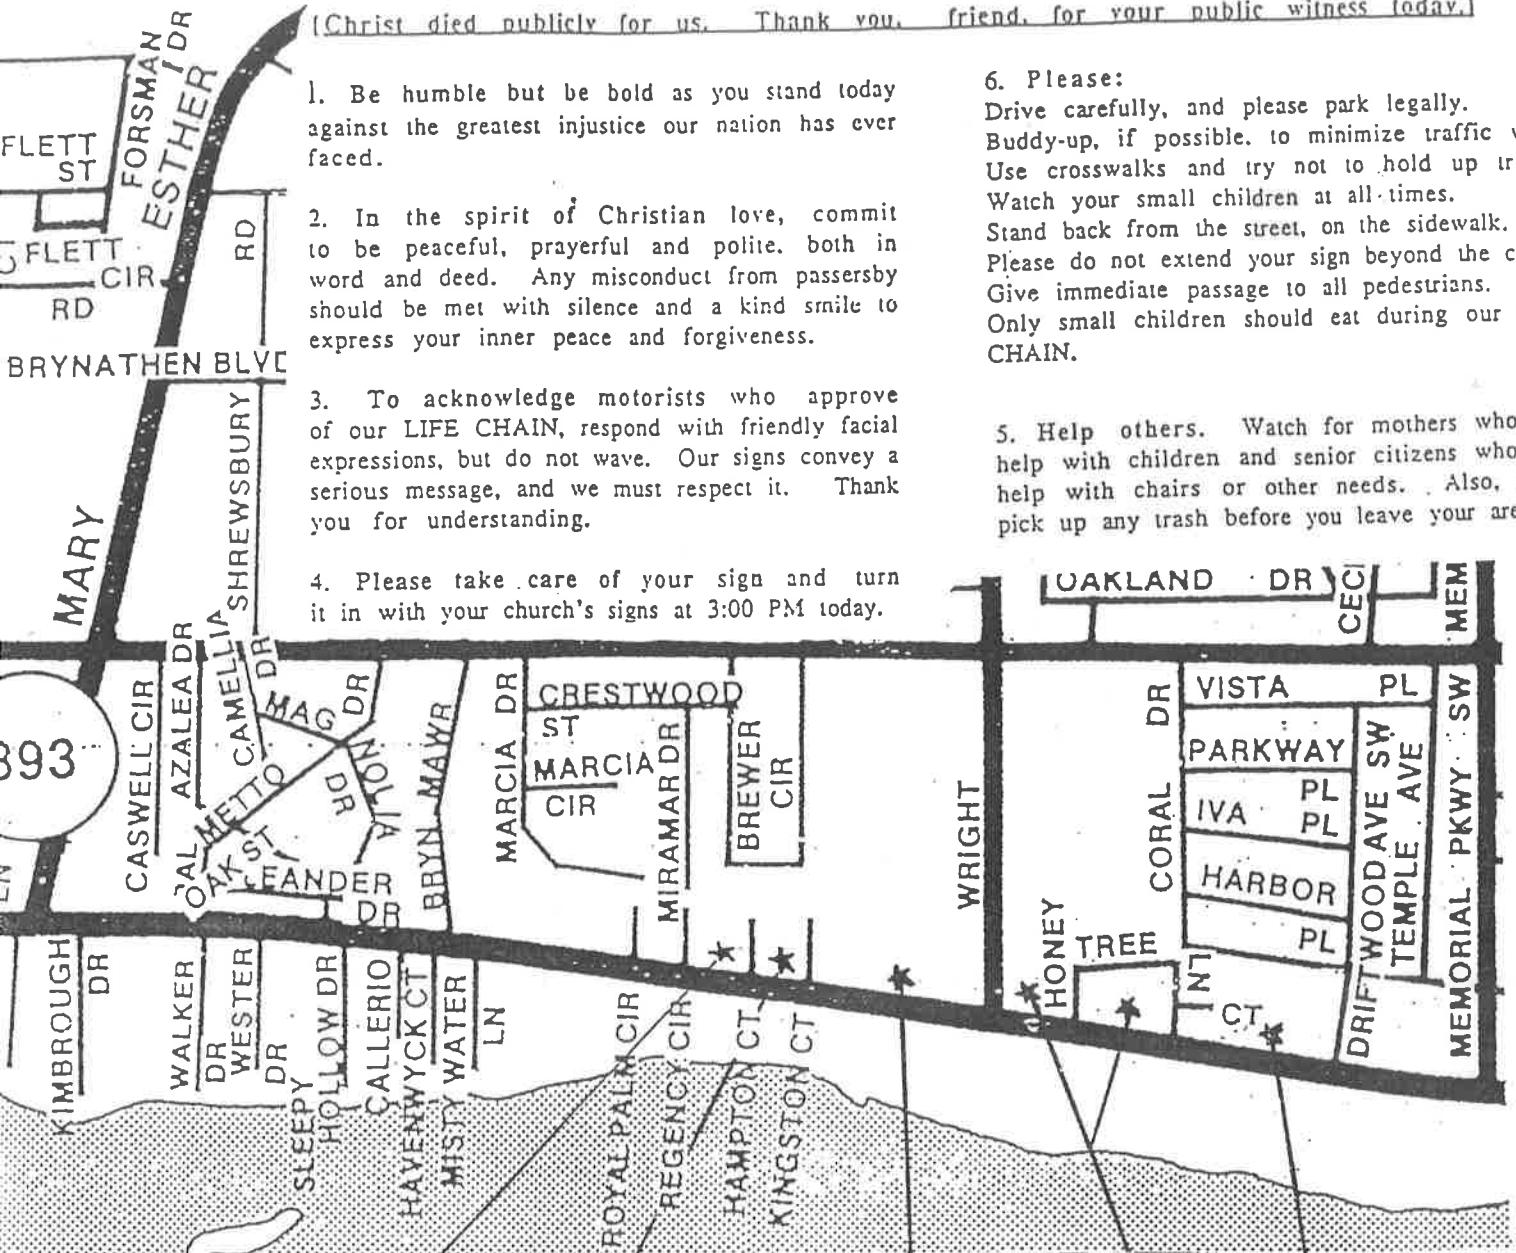 [Christ died publicly for us. Thank you, friend, for your public witness today.]
1. Be humble but be bold as you stand today
against the greatest injustice our nation has ever
faced.
2. In the spirit of Christian love, commit
to be peaceful, prayerful and polite, both in
word and deed. Any misconduct from passersby
should be met with silence and a kind smile to
express your inner peace and forgiveness.
3. To acknowledge motorists who approve
of our LIFE CHAIN, respond with friendly facial
expressions, but do not wave. Our signs convey a
serious message, and we must respect it. Thank
you for understanding.
4. Please take care of your sign and turn
it in with your church's signs at 3:00 PM today.
6. Please:
Drive carefully, and please park legally.
Buddy-up, if possible, to minimize traffic
Use crosswalks and try not to hold up
Watch your small children at all times.
Stand back from the street, on the sidewalk.
Please do not extend your sign beyond the
Give immediate passage to all pedestrians.
Only small children should eat during our
CHAIN.
5. Help others. Watch for mothers who
help with children and senior citizens who
help with chairs or other needs. Also,
pick up any trash before you leave your
FORSMAN
DR
ESTHER
FLETT
ST
FLETT
CIR
RD
RD
BRYNATHEN BLVD
SHREWSBURY
MARY
893
CASWELL CIR
AZALEA DR
CAMELLIA
DR
MAG
NOLIA
DR
DR
METTO
OAK ST
LEANDER
DR
BRYN MAWR
MARCIA DR
CRESTWOOD
ST
MARCIA
CIR
MIRAMAR DR
BREWER
CIR
WRIGHT
OAKLAND DR
CECI
MEM
VISTA PL
CORAL DR
PARKWAY
PL
IVA PL
HARBOR
PL
DRIFTWOOD AVE SW
TEMPLE AVE
MEMORIAL PKWY SW
HONEY
TREE
LN
CT
KIMBROUGH
DR
WALKER
DR
WESTER
DR
SLEEPY
HOLLOW DR
CALLERIO
HAVENWYCK CT
MISTY WATER
LN
ROYAL PALM CIR
REGENCY CIR
HAMPTON CT
KINGSTON CT